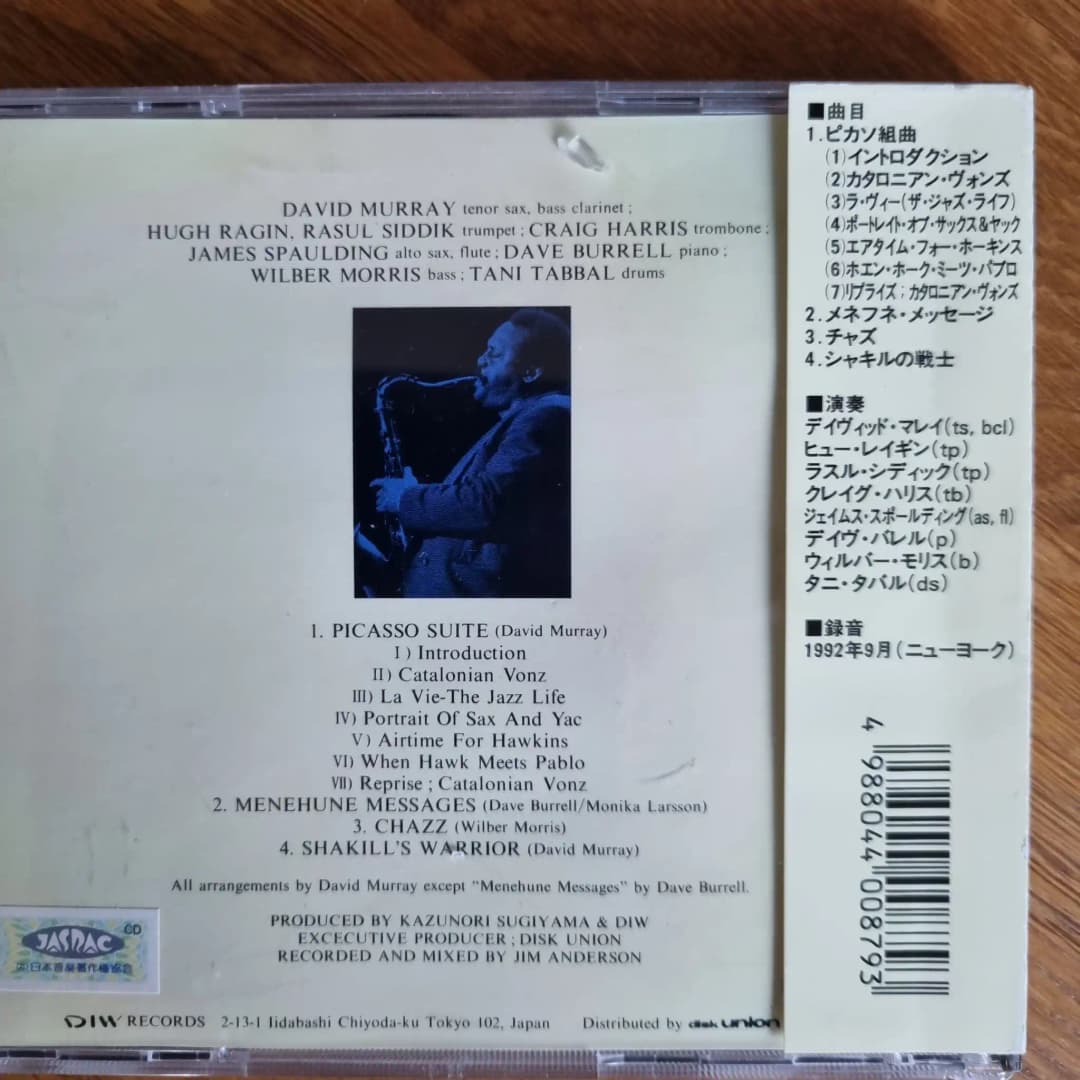 DAVID MURRAY tenor sax, bass clarinet ;
HUGH RAGIN, RASUL SIDDIK trumpet ; CRAIG HARRIS trombone ;
JAMES SPAULDING alto sax, flute ; DAVE BURRELL piano ;
WILBER MORRIS bass ; TANI TABBAL drums
1. PICASSO SUITE (David Murray)
I ) Introduction
II ) Catalonian Vonz
III) La Vie-The Jazz Life
IV) Portrait Of Sax And Yac
V ) Airtime For Hawkins
VI) When Hawk Meets Pablo
VII) Reprise ; Catalonian Vonz
2. MENEHUNE MESSAGES (Dave Burrell/Monika Larsson)
3. CHAZZ (Wilber Morris)
4. SHAKILL'S WARRIOR (David Murray)
All arrangements by David Murray except "Menehune Messages" by Dave Burrell.
PRODUCED BY KAZUNORI SUGIYAMA & DIW
EXCECUTIVE PRODUCER ; DISK UNION
RECORDED AND MIXED BY JIM ANDERSON
JASRAC CD
日本音楽著作権協会
DIW RECORDS 2-13-1 Iidabashi Chiyoda-ku Tokyo 102, Japan Distributed by disk union
■曲目
1.ピカソ組曲
(1)イントロダクション
(2)カタロニアン・ヴォンズ
(3)ラ・ヴィー(ザ・ジャズ・ライフ)
(4)ポートレイト・オブ・サックス&ヤック
(5)エアタイム・フォー・ホーキンス
(6)ホエン・ホーク・ミーツ・パブロ
(7)リプライズ ; カタロニアン・ヴォンズ
2.メネフネ・メッセージ
3.チャズ
4.シャキルの戦士
■演奏
デイヴィッド・マレイ(ts, bcl)
ヒュー・レイギン(tp)
ラスル・シディック(tp)
クレイグ・ハリス(tb)
ジェイムス・スポールディング(as, fl)
デイヴ・バレル(p)
ウィルバー・モリス(b)
タニ・タバル(ds)
■録音
1992年9月(ニューヨーク)
4 988044 008793